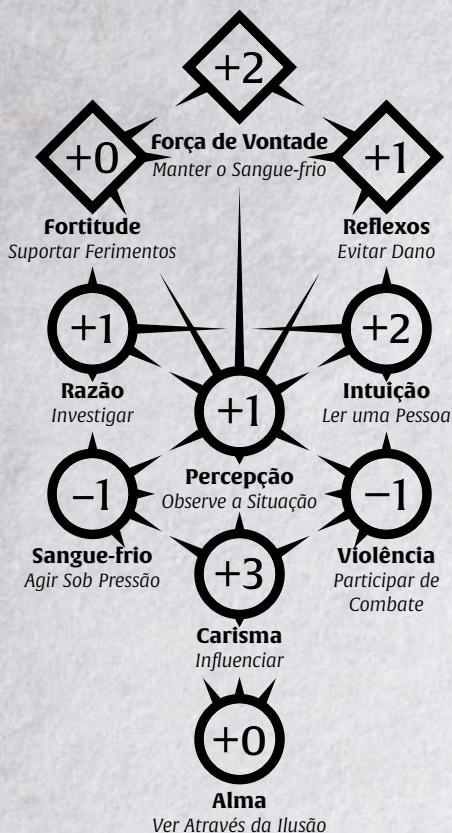 +2
Força de Vontade
Manter o Sangue-frio
+0
Fortitude
Suportar Ferimentos
+1
Reflexos
Evitar Dano
+1
Razão
Investigar
+2
Intuição
Ler uma Pessoa
+1
Percepção
Observe a Situação
−1
Sangue-frio
Agir Sob Pressão
−1
Violência
Participar de
Combate
+3
Carisma
Influenciar
+0
Alma
Ver Através da Ilusão